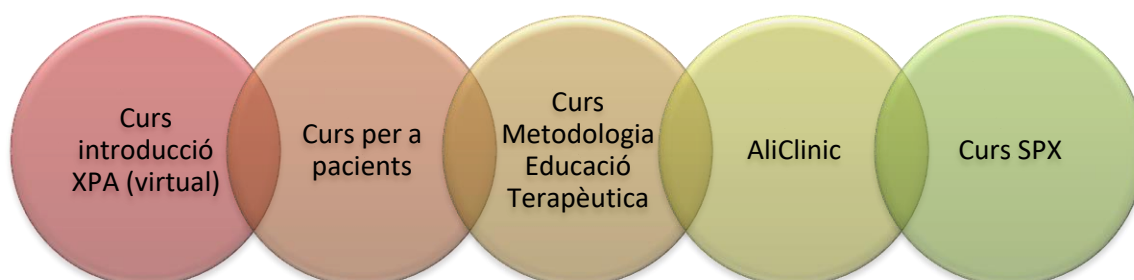 Curs
introducció
XPA (virtual)
Curs per a
pacients
Curs
Metodologia
Educació
Terapèutica
AliClinic
Curs SPX